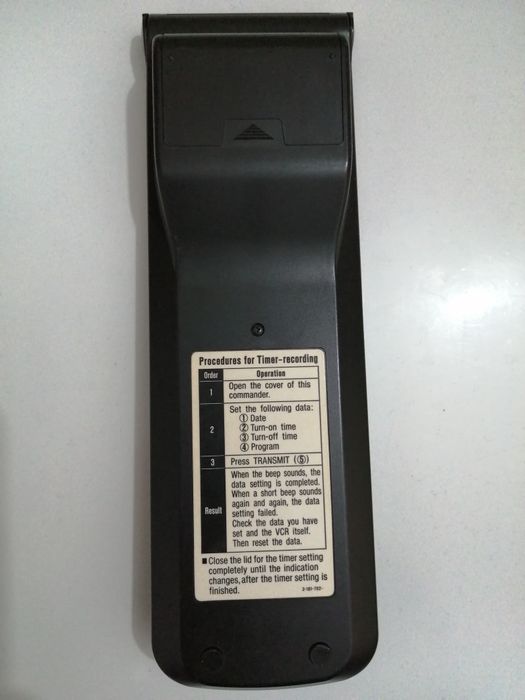 Procedures for Timer-recording
Order Operation
1 Open the cover of this
commander.
2 Set the following data:
① Date
② Turn-on time
③ Turn-off time
④ Program
3 Press TRANSMIT (⑤)
Result When the beep sounds, the
data setting is completed.
When a short beep sounds
again and again, the data
setting failed.
Check the data you have
set and the VCR itself.
Then reset the data.
■ Close the lid for the timer setting
completely until the indication
changes, after the timer setting is
finished.